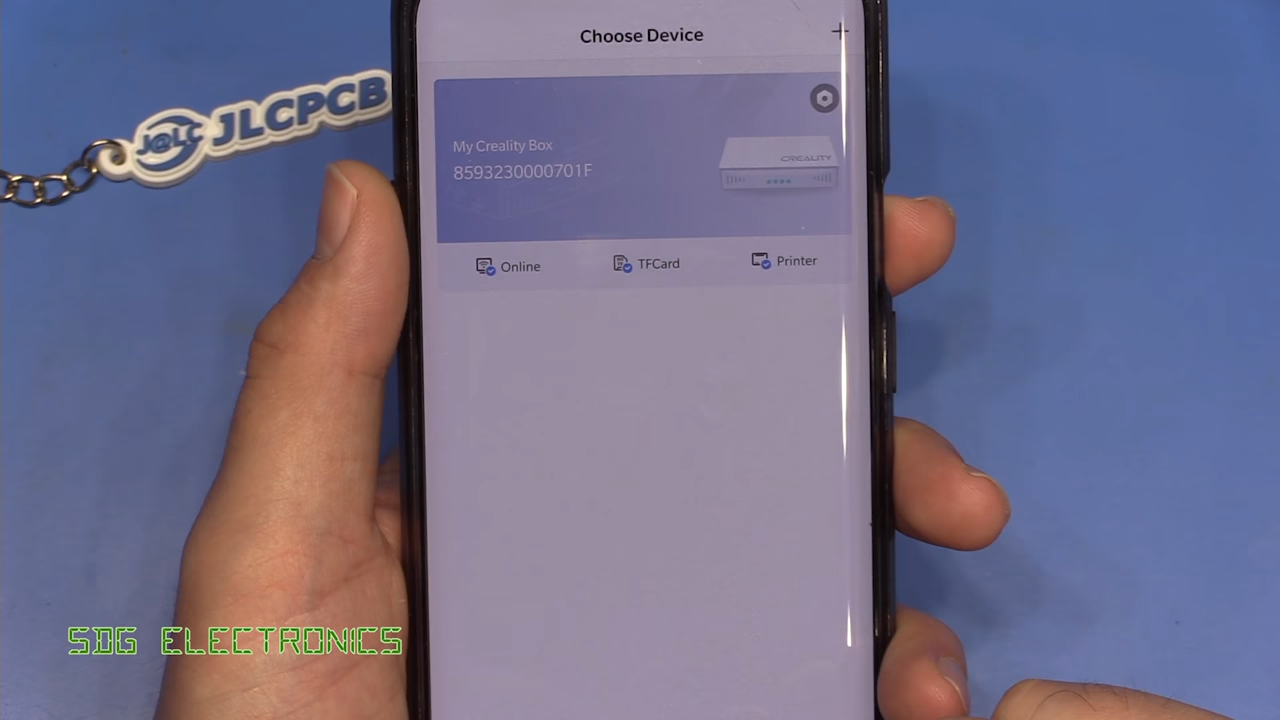 Choose Device
J@LC JLCPCB
My Creality Box
8593230000701F
CREALITY
Online
TFCard
Printer
SDG ELECTRONICS